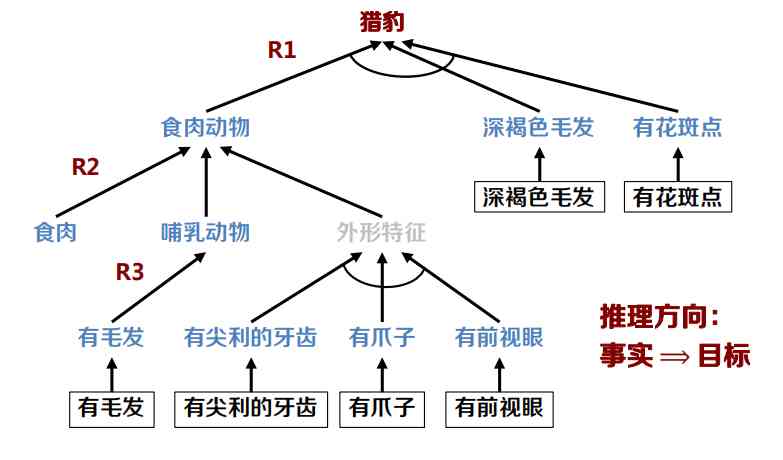 猎豹
R1
食肉动物
深褐色毛发
有花斑点
R2
深褐色毛发
有花斑点
食肉
哺乳动物
外形特征
R3
有毛发
有尖利的牙齿
有爪子
有前视眼
推理方向：
事实 ⟹ 目标
有毛发
有尖利的牙齿
有爪子
有前视眼